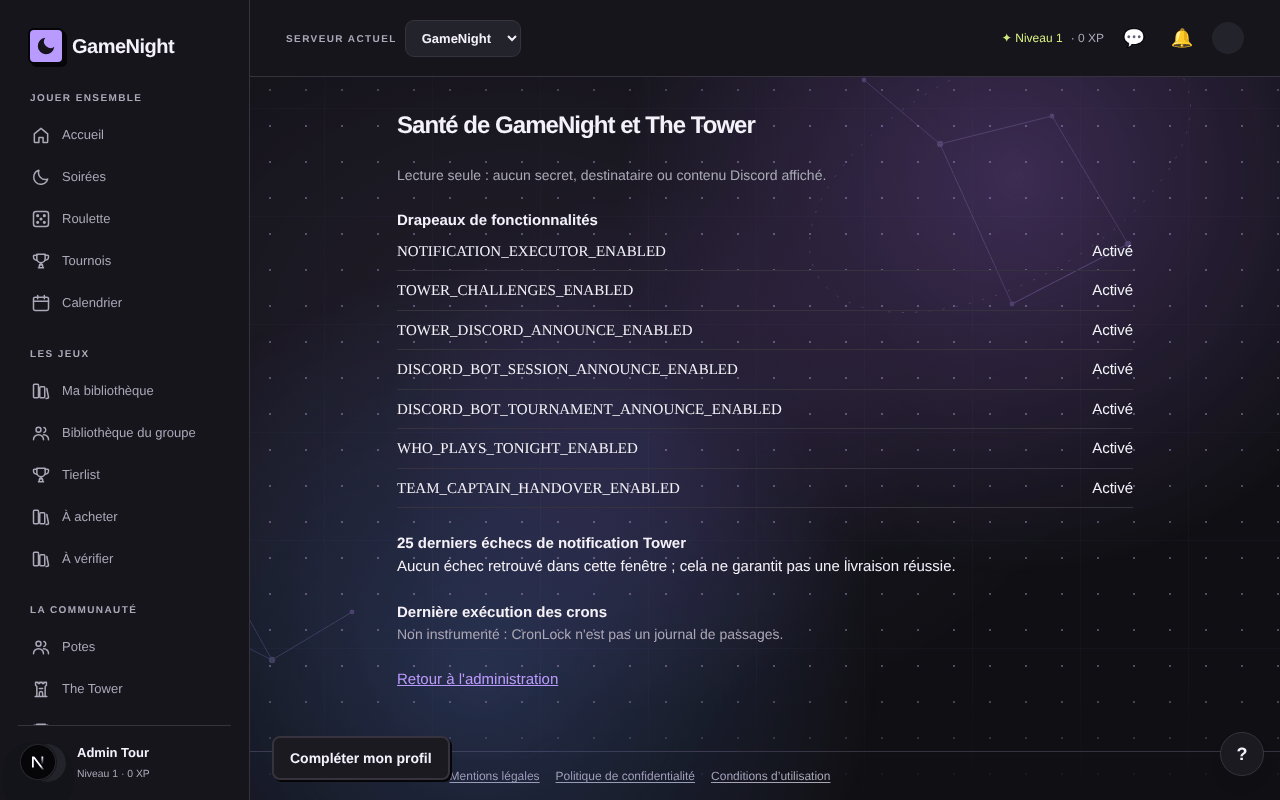 GameNight
JOUER ENSEMBLE
Accueil
Soirées
Roulette
Tournois
Calendrier
LES JEUX
Ma bibliothèque
Bibliothèque du groupe
Tierlist
À acheter
À vérifier
LA COMMUNAUTÉ
Potes
The Tower
Admin Tour
Niveau 1 · 0 XP
SERVEUR ACTUEL GameNight
✦ Niveau 1 · 0 XP
Santé de GameNight et The Tower
Lecture seule : aucun secret, destinataire ou contenu Discord affiché.
Drapeaux de fonctionnalités
NOTIFICATION_EXECUTOR_ENABLED Activé
TOWER_CHALLENGES_ENABLED Activé
TOWER_DISCORD_ANNOUNCE_ENABLED Activé
DISCORD_BOT_SESSION_ANNOUNCE_ENABLED Activé
DISCORD_BOT_TOURNAMENT_ANNOUNCE_ENABLED Activé
WHO_PLAYS_TONIGHT_ENABLED Activé
TEAM_CAPTAIN_HANDOVER_ENABLED Activé
25 derniers échecs de notification Tower
Aucun échec retrouvé dans cette fenêtre ; cela ne garantit pas une livraison réussie.
Dernière exécution des crons
Non instrumenté : CronLock n'est pas un journal de passages.
Retour à l'administration
Compléter mon profil
Mentions légales Politique de confidentialité Conditions d'utilisation
?